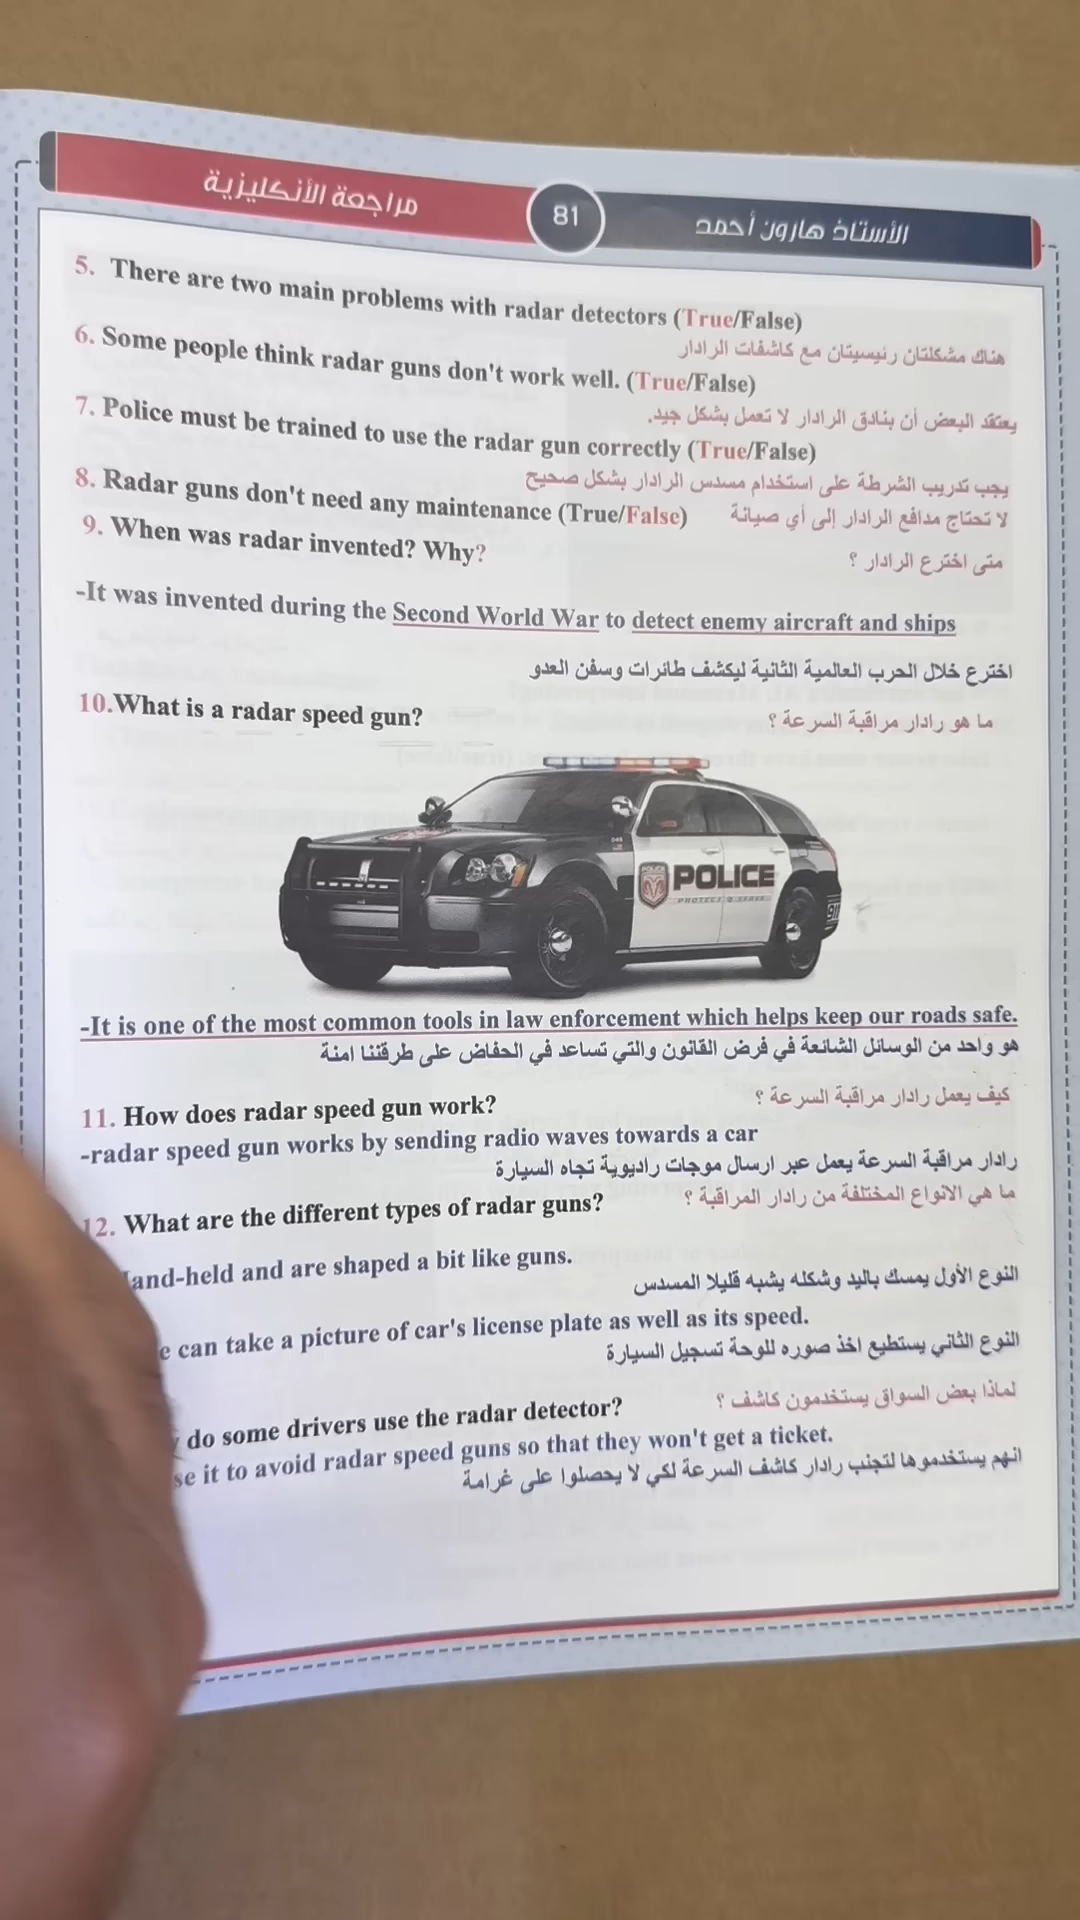 مراجعة الأنكليزية
81
الأستاذ هارون أحمد
5. There are two main problems with radar detectors (True/False)
هناك مشكلتان رئيسيتان مع كاشفات الرادار
6. Some people think radar guns don't work well. (True/False)
يعتقد البعض أن بنادق الرادار لا تعمل بشكل جيد.
7. Police must be trained to use the radar gun correctly (True/False)
يجب تدريب الشرطة على استخدام مسدس الرادار بشكل صحيح
8. Radar guns don't need any maintenance (True/False) لا تحتاج مدافع الرادار إلى أي صيانة
9. When was radar invented? Why? متى اخترع الرادار ؟
-It was invented during the Second World War to detect enemy aircraft and ships
اخترع خلال الحرب العالمية الثانية ليكشف طائرات وسفن العدو
10.What is a radar speed gun? ما هو رادار مراقبة السرعة ؟
POLICE
PROTECT & SERVE
911
-It is one of the most common tools in law enforcement which helps keep our roads safe.
هو واحد من الوسائل الشائعة في فرض القانون والتي تساعد في الحفاض على طرقتنا امنة
11. How does radar speed gun work? كيف يعمل رادار مراقبة السرعة ؟
-radar speed gun works by sending radio waves towards a car
رادار مراقبة السرعة يعمل عبر ارسال موجات راديوية تجاه السيارة
12. What are the different types of radar guns? ما هي الانواع المختلفة من رادار المراقبة ؟
and-held and are shaped a bit like guns.
النوع الأول يمسك باليد وشكله يشبه قليلا المسدس
e can take a picture of car's license plate as well as its speed.
النوع الثاني يستطيع اخذ صوره للوحة تسجيل السيارة
do some drivers use the radar detector? لماذا بعض السواق يستخدمون كاشف ؟
se it to avoid radar speed guns so that they won't get a ticket.
انهم يستخدموها لتجنب رادار كاشف السرعة لكي لا يحصلوا على غرامة